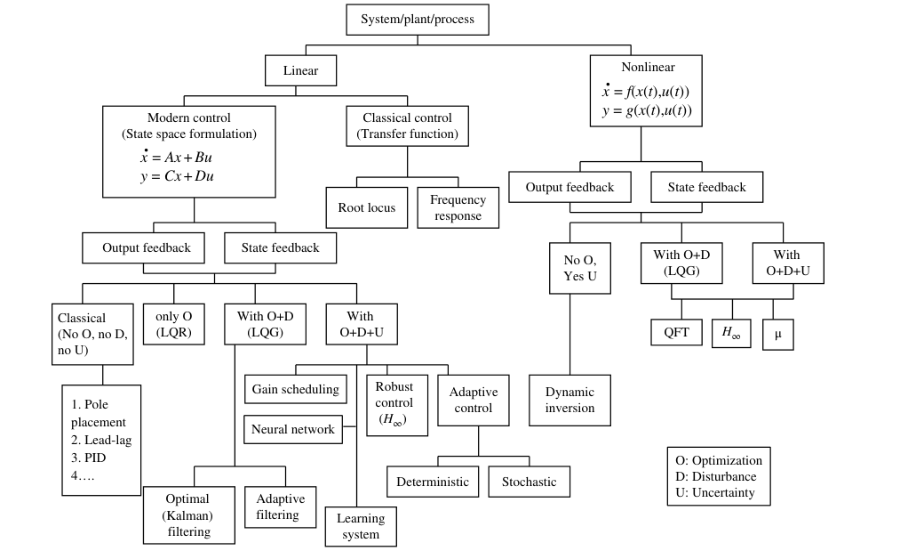 System/plant/process
Linear
Nonlinear
ẋ = f(x(t),u(t))
y = g(x(t),u(t))
Modern control
(State space formulation)
ẋ = Ax + Bu
y = Cx + Du
Classical control
(Transfer function)
Root locus
Frequency
response
Output feedback
State feedback
Output feedback
State feedback
No O,
Yes U
With O+D
(LQG)
With
O+D+U
Classical
(No O, no D,
no U)
only O
(LQR)
With O+D
(LQG)
With
O+D+U
QFT
H∞
μ
Gain scheduling
Robust
control
(H∞)
Adaptive
control
Dynamic
inversion
1. Pole
placement
2. Lead-lag
3. PID
4....
Neural network
Deterministic
Stochastic
Optimal
(Kalman)
filtering
Adaptive
filtering
Learning
system
O: Optimization
D: Disturbance
U: Uncertainty